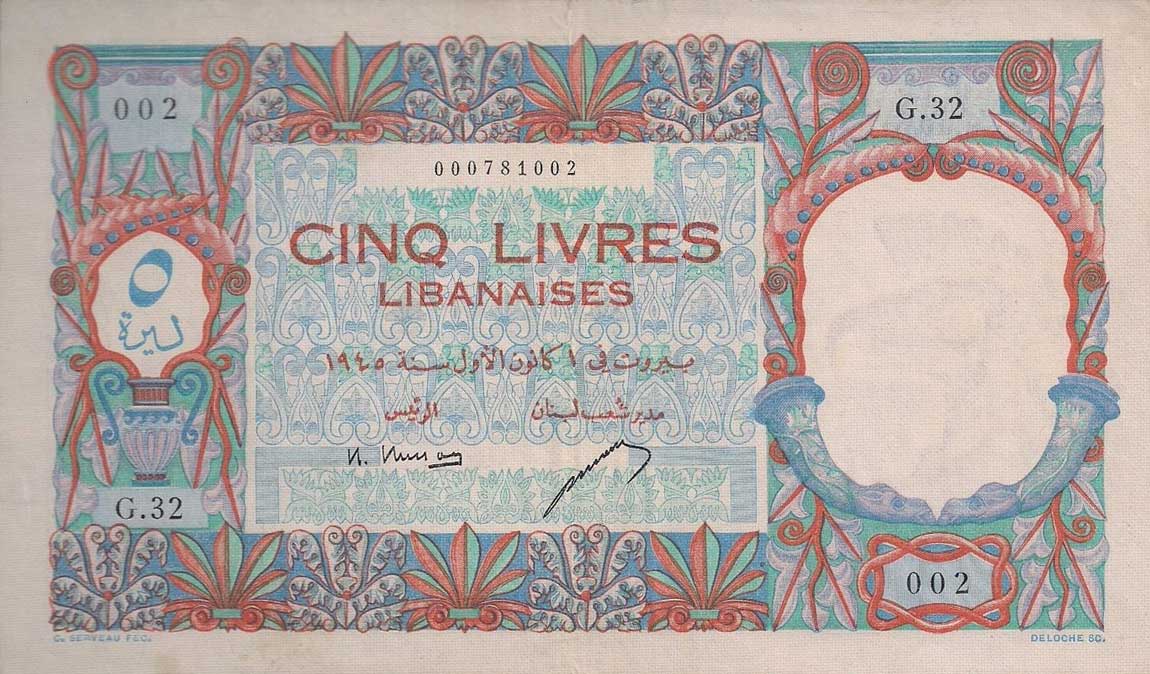 002
G.32
000781002
CINQ LIVRES
LIBANAISES
٥
ليرة
بيروت في ١ كانون الأول سنة ١٩٤٥
مدير شعب لبنان
الرئيس
G.32
002
C. SERVEAU FEC.
DELOCHE SC.